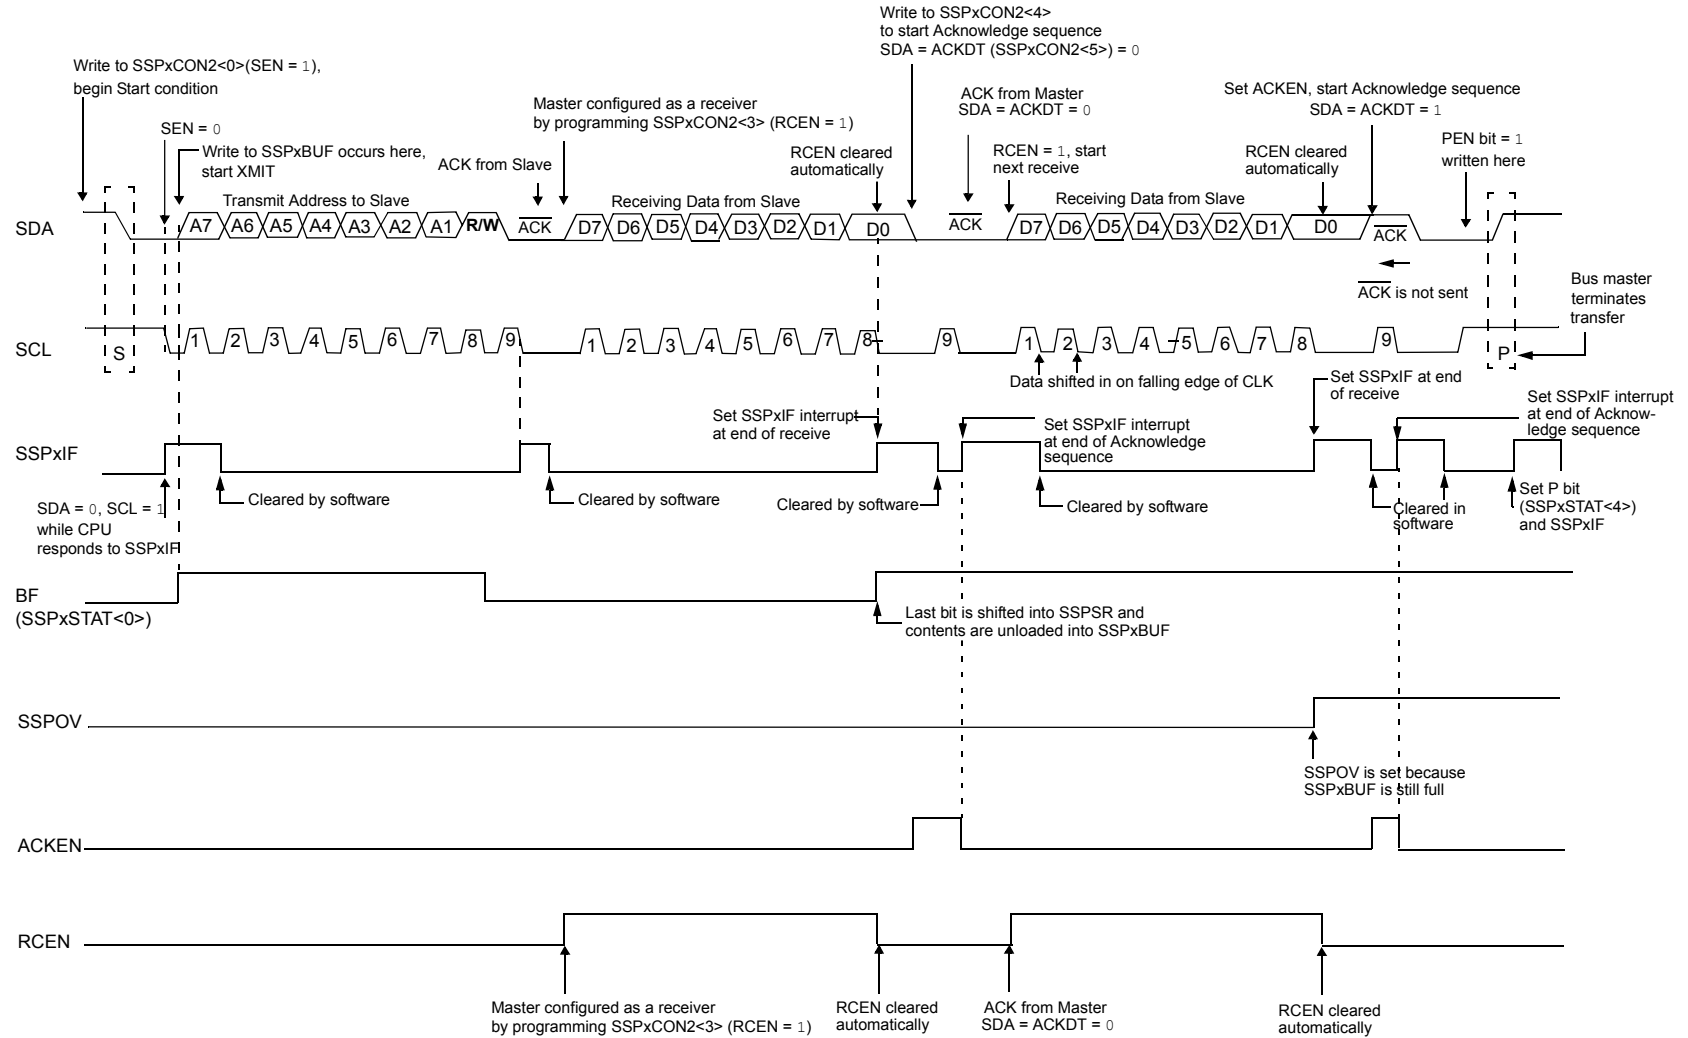 Write to SSPxCON2<4>
to start Acknowledge sequence
SDA = ACKDT (SSPxCON2<5>) = 0
Write to SSPxCON2<0>(SEN = 1),
begin Start condition
SEN = 0
Write to SSPxBUF occurs here,
start XMIT
ACK from Slave
Master configured as a receiver
by programming SSPxCON2<3> (RCEN = 1)
RCEN cleared
automatically
ACK from Master
SDA = ACKDT = 0
RCEN = 1, start
next receive
Set ACKEN, start Acknowledge sequence
SDA = ACKDT = 1
RCEN cleared
automatically
PEN bit = 1
written here
Transmit Address to Slave
Receiving Data from Slave
Receiving Data from Slave
SDA
A7 A6 A5 A4 A3 A2 A1 R/W ACK D7 D6 D5 D4 D3 D2 D1 D0 ACK D7 D6 D5 D4 D3 D2 D1 D0 ACK
ACK is not sent
Bus master
terminates
transfer
SCL
S 1 2 3 4 5 6 7 8 9 1 2 3 4 5 6 7 8 9 1 2 3 4 5 6 7 8 9 P
Data shifted in on falling edge of CLK
Set SSPxIF interrupt
at end of receive
Set SSPxIF interrupt
at end of Acknowledge
sequence
Set SSPxIF at end
of receive
Set SSPxIF interrupt
at end of Acknow-
ledge sequence
SSPxIF
SDA = 0, SCL = 1
while CPU
responds to SSPxIF
Cleared by software
Cleared by software
Cleared by software
Cleared by software
Cleared in
software
Set P bit
(SSPxSTAT<4>)
and SSPxIF
BF
(SSPxSTAT<0>)
Last bit is shifted into SSPSR and
contents are unloaded into SSPxBUF
SSPOV
SSPOV is set because
SSPxBUF is still full
ACKEN
RCEN
Master configured as a receiver
by programming SSPxCON2<3> (RCEN = 1)
RCEN cleared
automatically
ACK from Master
SDA = ACKDT = 0
RCEN cleared
automatically